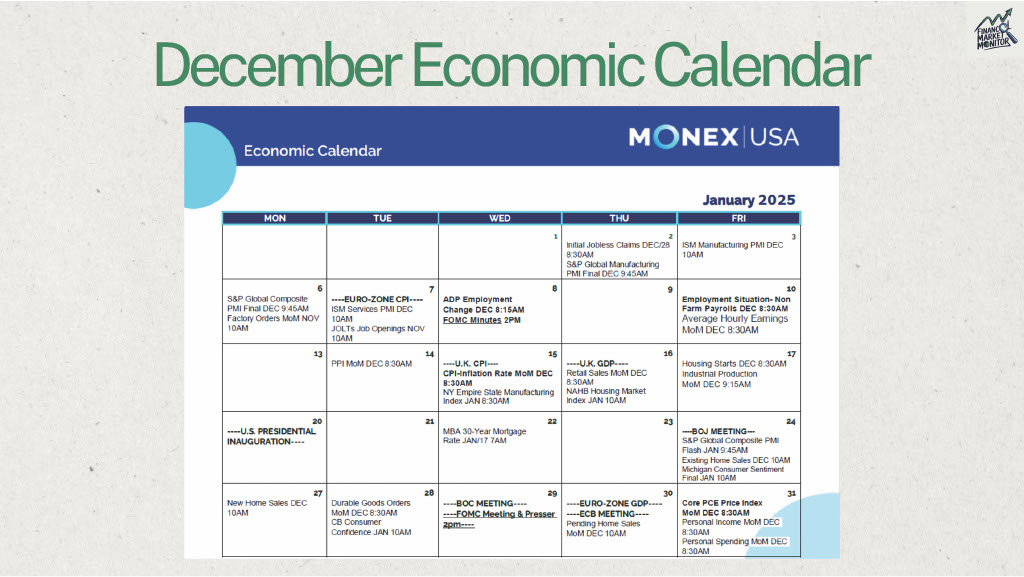 FINANCE
MARKET
MONITOR
December Economic Calendar
Economic Calendar
MONEX USA
January 2025
MON
TUE
WED
THU
FRI
1
2
Initial Jobless Claims DEC/28
8:30AM
S&P Global Manufacturing
PMI Final DEC 9:45AM
3
ISM Manufacturing PMI DEC
10AM
6
S&P Global Composite
PMI Final DEC 9:45AM
Factory Orders MoM NOV
10AM
7
----EURO-ZONE CPI----
ISM Services PMI DEC
10AM
JOLTs Job Openings NOV
10AM
8
ADP Employment
Change DEC 8:15AM
FOMC Minutes 2PM
9
10
Employment Situation- Non
Farm Payrolls DEC 8:30AM
Average Hourly Earnings
MoM DEC 8:30AM
13
14
PPI MoM DEC 8:30AM
15
----U.K. CPI----
CPI-Inflation Rate MoM DEC
8:30AM
NY Empire State Manufacturing
Index JAN 8:30AM
16
----U.K. GDP----
Retail Sales MoM DEC
8:30AM
NAHB Housing Market
Index JAN 10AM
17
Housing Starts DEC 8:30AM
Industrial Production
MoM DEC 9:15AM
20
----U.S. PRESIDENTIAL
INAUGURATION----
21
22
MBA 30-Year Mortgage
Rate JAN/17 7AM
23
24
---BOJ MEETING---
S&P Global Composite PMI
Flash JAN 9:45AM
Existing Home Sales DEC 10AM
Michigan Consumer Sentiment
Final JAN 10AM
27
New Home Sales DEC
10AM
28
Durable Goods Orders
MoM DEC 8:30AM
CB Consumer
Confidence JAN 10AM
29
----BOC MEETING----
----FOMC Meeting & Presser
2pm----
30
----EURO-ZONE GDP----
----ECB MEETING----
Pending Home Sales
MoM DEC 10AM
31
Core PCE Price Index
MoM DEC 8:30AM
Personal Income MoM DEC
8:30AM
Personal Spending MoM DEC
8:30AM